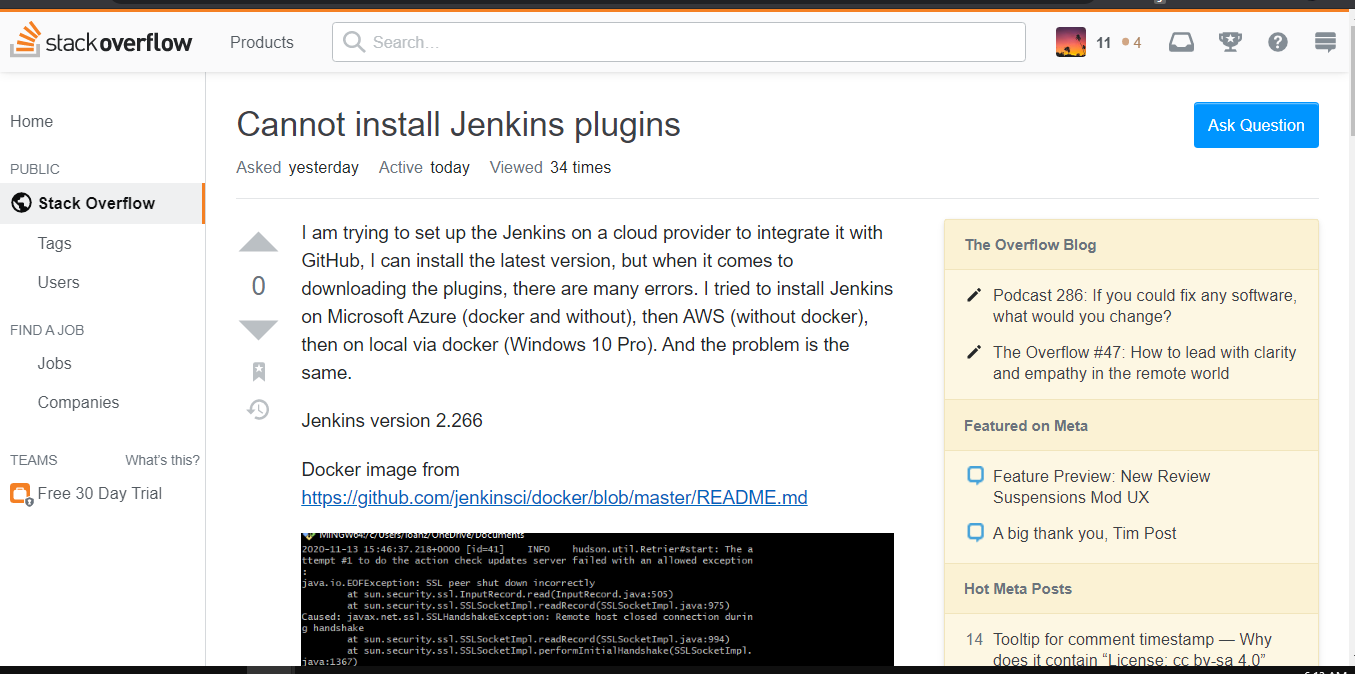 stackoverflow
Products
Search...
11
4
Home
PUBLIC
Stack Overflow
Tags
Users
FIND A JOB
Jobs
Companies
TEAMS
What's this?
Free 30 Day Trial
Cannot install Jenkins plugins
Ask Question
Asked yesterday Active today Viewed 34 times
0
I am trying to set up the Jenkins on a cloud provider to integrate it with
GitHub, I can install the latest version, but when it comes to
downloading the plugins, there are many errors. I tried to install Jenkins
on Microsoft Azure (docker and without), then AWS (without docker),
then on local via docker (Windows 10 Pro). And the problem is the
same.
Jenkins version 2.266
Docker image from
https://github.com/jenkinsci/docker/blob/master/README.md
MINGW64:/c/Users/loanz/OneDrive/Documents
2020-11-13 15:46:37.218+0000 [id=41] INFO hudson.util.Retrier#start: The a
ttempt #1 to do the action check updates server failed with an allowed exception
:
java.io.EOFException: SSL peer shut down incorrectly
at sun.security.ssl.InputRecord.read(InputRecord.java:505)
at sun.security.ssl.SSLSocketImpl.readRecord(SSLSocketImpl.java:975)
Caused: javax.net.ssl.SSLHandshakeException: Remote host closed connection durin
g handshake
at sun.security.ssl.SSLSocketImpl.readRecord(SSLSocketImpl.java:994)
at sun.security.ssl.SSLSocketImpl.performInitialHandshake(SSLSocketImpl.
java:1367)
The Overflow Blog
Podcast 286: If you could fix any software,
what would you change?
The Overflow #47: How to lead with clarity
and empathy in the remote world
Featured on Meta
Feature Preview: New Review
Suspensions Mod UX
A big thank you, Tim Post
Hot Meta Posts
14 Tooltip for comment timestamp — Why
does it contain “License: cc by-sa 4.0”